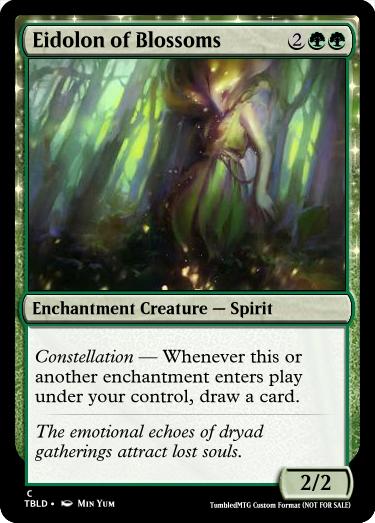 Eidolon of Blossoms 2
Enchantment Creature — Spirit
Constellation — Whenever this or
another enchantment enters play
under your control, draw a card.
The emotional echoes of dryad
gatherings attract lost souls.
2/2
C
TBLD • Min Yum
TumbledMTG Custom Format (NOT FOR SALE)